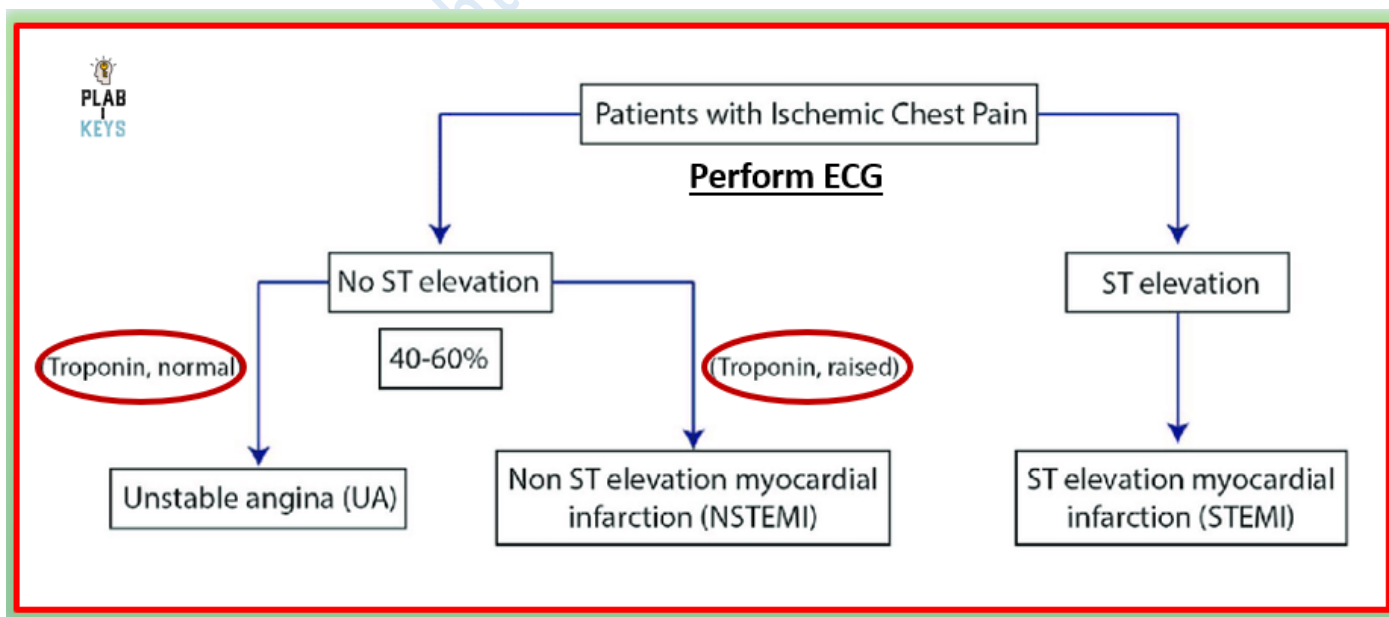 PLAB
1
KEYS
Patients with Ischemic Chest Pain
Perform ECG
No ST elevation
ST elevation
(Troponin, normal)
40-60%
(Troponin, raised)
Unstable angina (UA)
Non ST elevation myocardial
infarction (NSTEMI)
ST elevation myocardial
infarction (STEMI)